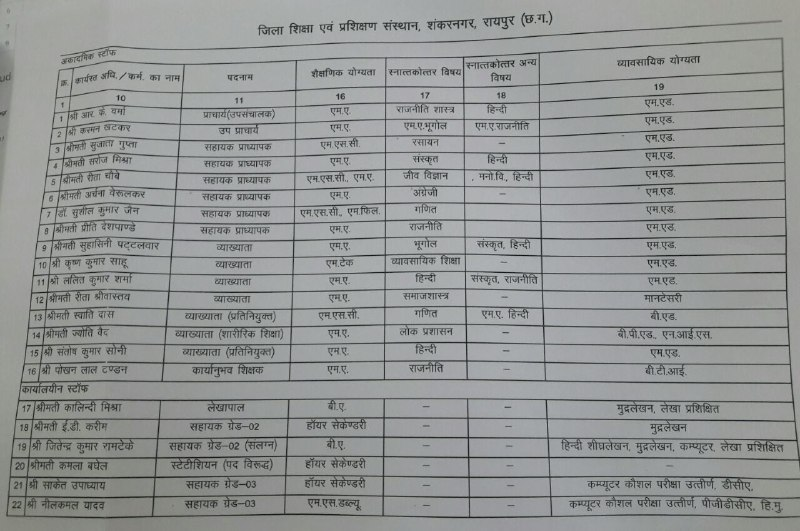 जिला शिक्षा एवं प्रशिक्षण संस्थान, शंकरनगर, रायपुर (छ.ग.)
अकादमिक स्टॉफ
क्र. कार्यरत अधि. / कर्म. का नाम पदनाम शैक्षणिक योग्यता स्नात्तकोत्तर विषय स्नात्तकोत्तर अन्य विषय व्यावसायिक योग्यता
1 10 11 16 17 18 19
1 श्री आर. के. वर्मा प्राचार्य(उपसंचालक) एम.ए. राजनीति शास्त्र हिन्दी एम.एड.
2 श्री करमन खटकर उप प्राचार्य एम.ए. एम.ए.भूगोल एम.ए.राजनीति एम.एड.
3 श्रीमती सुजाता गुप्ता सहायक प्राध्यापक एम.एस.सी. रसायन – एम.एड.
4 श्रीमती सरोज मिश्रा सहायक प्राध्यापक एम.ए. संस्कृत हिन्दी एम.एड.
5 श्रीमती रीता चौबे सहायक प्राध्यापक एम.एस.सी., एम.ए. जीव विज्ञान , मनो.वि., हिन्दी एम.एड.
6 श्रीमती अर्चना वेरूलकर सहायक प्राध्यापक एम.ए. अंग्रेजी – एम.एड.
7 डॉ. सुशील कुमार जैन सहायक प्राध्यापक एम.एस.सी., एम.फिल. गणित – एम.एड.
8 श्रीमती प्रीति देशपाण्डे सहायक प्राध्यापक एम.ए. राजनीति – एम.एड.
9 श्रीमती सुहासिनी पट्टलवार व्याख्याता एम.ए. भूगोल संस्कृत, हिन्दी एम.एड.
10 श्री कृष्ण कुमार साहू व्याख्याता एम.टेक व्यावसायिक शिक्षा – एम.एड.
11 श्री ललित कुमार शर्मा व्याख्याता एम.ए. हिन्दी संस्कृत, राजनीति एम.एड.
12 श्रीमती रीता श्रीवास्तव व्याख्याता एम.ए. समाजशास्त्र – मानटेसरी
13 श्रीमती स्वाति दास व्याख्याता (प्रतिनियुक्त) एम.एस.सी. गणित एम.ए. हिन्दी बी.एड.
14 श्रीमती ज्योति वैद व्याख्याता (शारीरिक शिक्षा) एम.ए. लोक प्रशासन – बी.पी.एड., एन.आई.एस.
15 श्री संतोष कुमार सोनी व्याख्याता (प्रतिनियुक्त) एम.ए. हिन्दी – एम.एड.
16 श्री पोखन लाल टण्डन कार्यानुभव शिक्षक एम.ए. राजनीति – बी.टी.आई.
कार्यालयीन स्टॉफ
17 श्रीमती कालिन्दी मिश्रा लेखापाल बी.ए. – – मुद्रलेखन, लेखा प्रशिक्षित
18 श्रीमती ई.डी. करीम सहायक ग्रेड–02 हॉयर सेकेण्डरी – – मुद्रलेखन
19 श्री जितेन्द्र कुमार रामटेके सहायक ग्रेड–02 (संलग्न) बी.ए. – – हिन्दी शीघ्रलेखन, मुद्रलेखन, कम्प्यूटर, लेखा प्रशिक्षित
20 श्रीमती कमला बघेल स्टेटीशियन (पद विरूद्ध) हॉयर सेकेण्डरी – – –
21 श्री साकेत उपाध्याय सहायक ग्रेड–03 हॉयर सेकेण्डरी – – कम्प्यूटर कौशल परीक्षा उत्तीर्ण, डीसीए,
22 श्री नीलकमल यादव सहायक ग्रेड–03 एम.एस.डब्ल्यू – – कम्प्यूटर कौशल परीक्षा उत्तीर्ण, पीजीडीसीए, हि.मु.